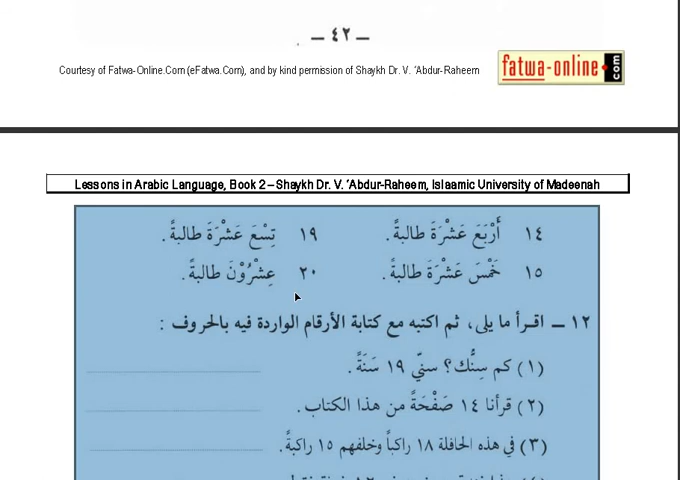 — ٤٢ —
Courtesy of Fatwa-Online.Com (eFatwa.Com), and by kind permission of Shaykh Dr. V. ‘Abdur-Raheem
fatwa-online.com
Lessons in Arabic Language, Book 2 – Shaykh Dr. V. ‘Abdur-Raheem, Islaamic University of Madeenah
١٤ أَرْبَعَ عَشْرَةَ طالبةً. ١٩ تِسْعَ عَشْرَةَ طالبةً.
١٥ خَمْسَ عَشْرَةَ طالبةً. ٢٠ عِشْرُوْنَ طالبةً.
١٢ – اقـرأ ما يلى، ثم اكتبه مع كتابة الأرقام الواردة فيه بالحروف :
(١) كم سِنُّك؟ سنّي ١٩ سَنَةً.
(٢) قرأنا ١٤ صَفْحَةً من هذا الكتاب.
(٣) في هذه الحافلة ١٨ راكباً وخلفهم ١٥ راكبةً.